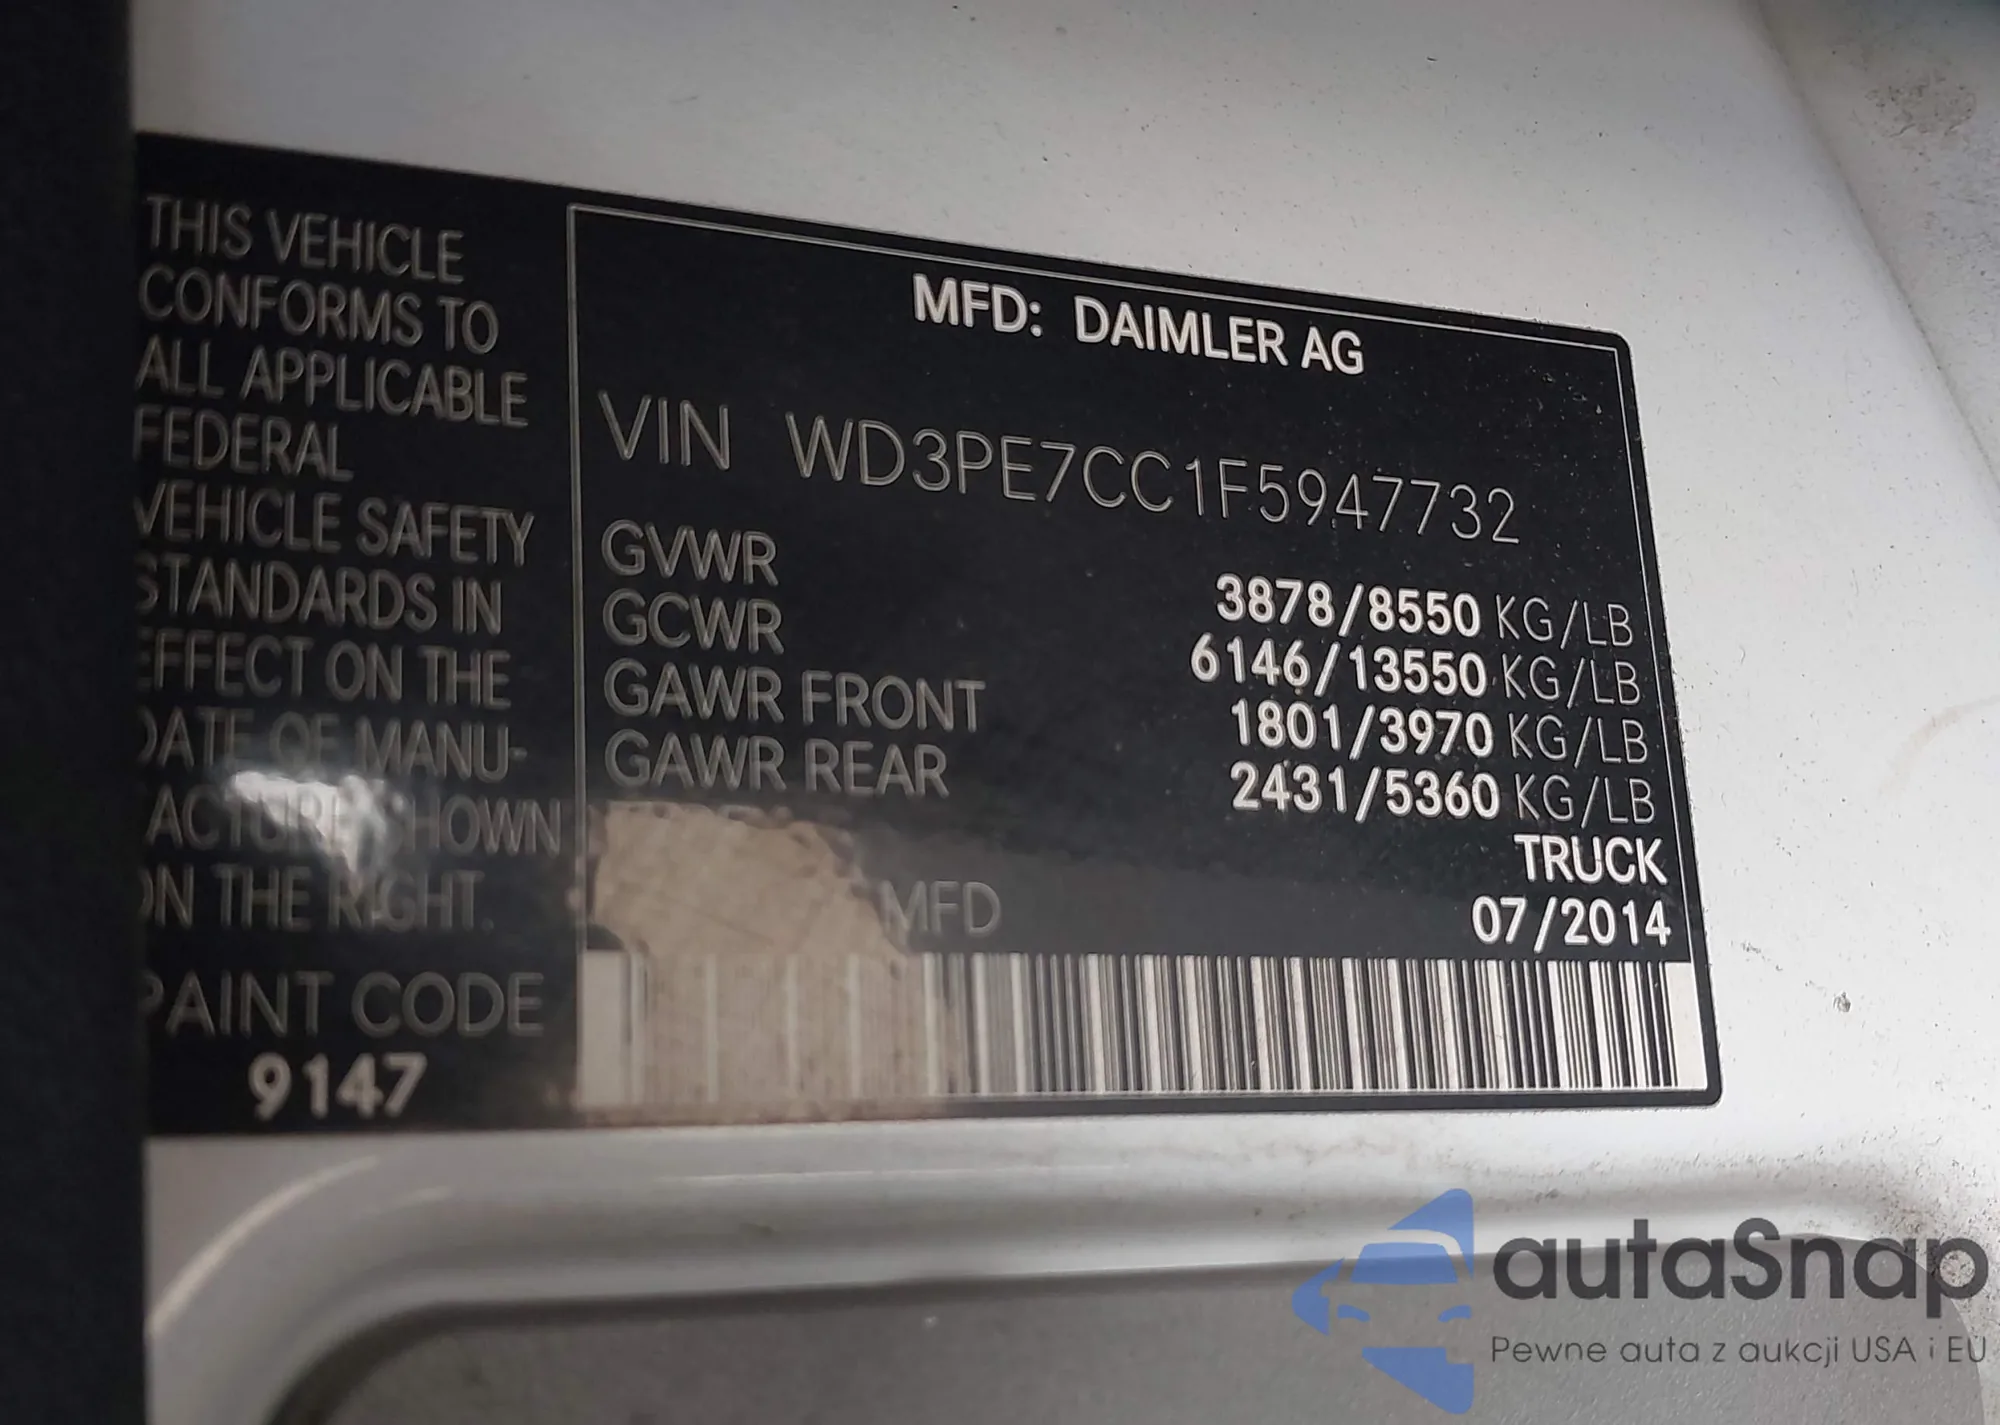 THIS VEHICLE
CONFORMS TO
ALL APPLICABLE
FEDERAL
VEHICLE SAFETY
STANDARDS IN
EFFECT ON THE
DATE OF MANU-
FACTURE SHOWN
ON THE RIGHT.
PAINT CODE
9147
MFD: DAIMLER AG
VIN WD3PE7CC1F5947732
GVWR 3878/8550 KG/LB
GCWR 6146/13550 KG/LB
GAWR FRONT 1801/3970 KG/LB
GAWR REAR 2431/5360 KG/LB
TRUCK
MFD 07/2014
autaSnap
Pewne auta z aukcji USA i EU